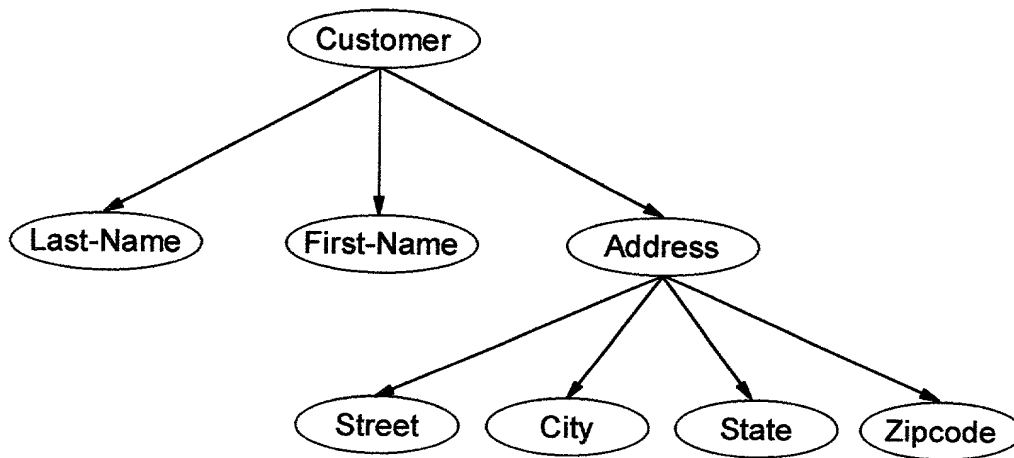 Customer
Last-Name
First-Name
Address
Street
City
State
Zipcode